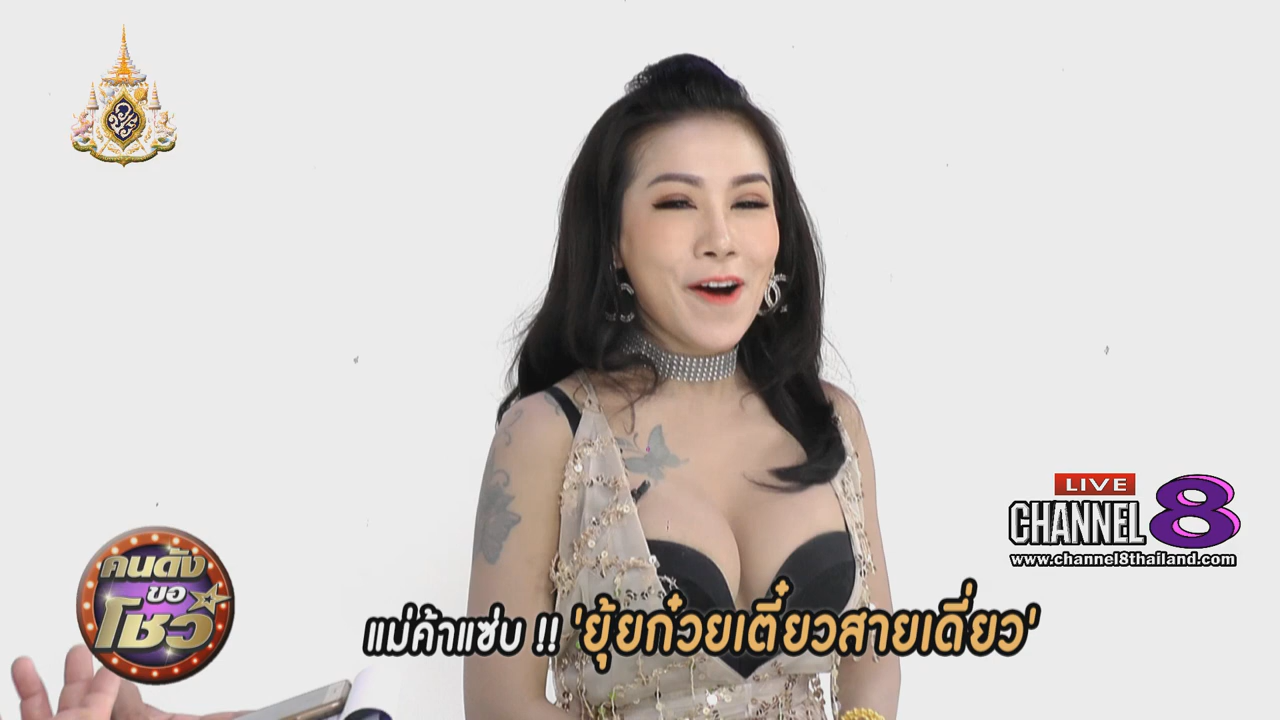 LIVE
CHANNEL 8
www.channel8thailand.com
คนดัง
ขอ
โชว์
แม่ค้าแซ่บ !! 'ยุ้ยก๋วยเตี๋ยวสายเดี่ยว'